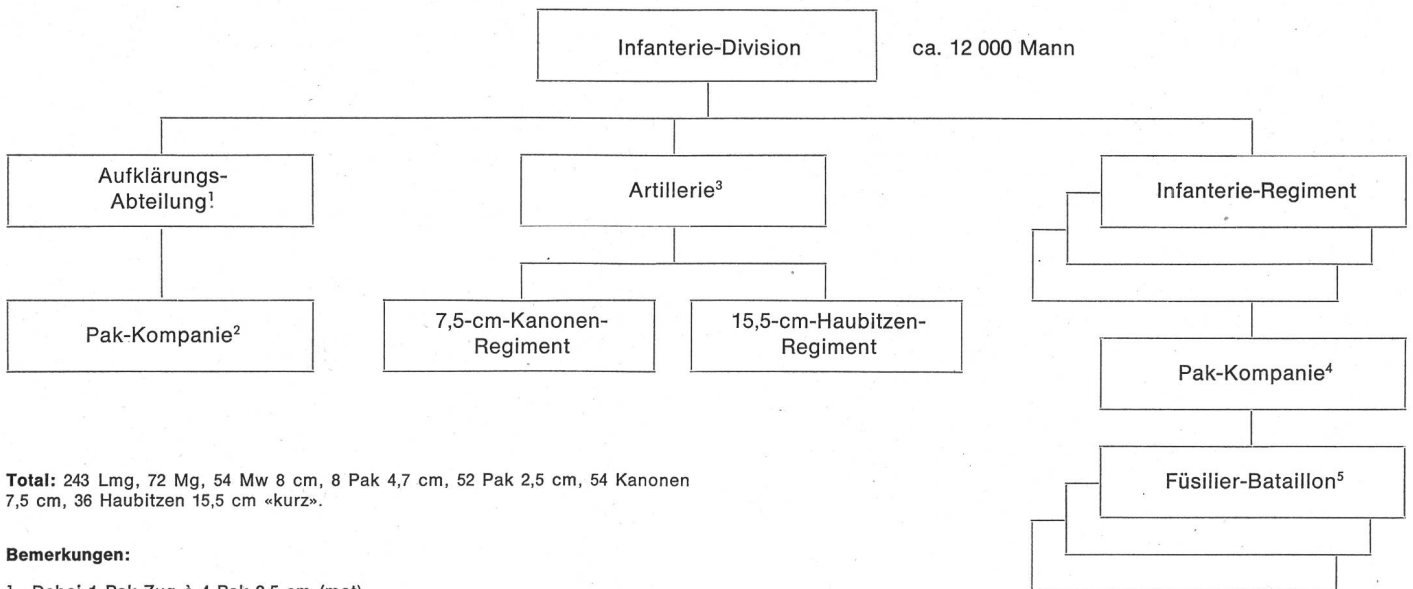 Infanterie-Division
ca. 12 000 Mann
Aufklärungs-
Abteilung¹
Artillerie³
Infanterie-Regiment
Pak-Kompanie²
7,5-cm-Kanonen-
Regiment
15,5-cm-Haubitzen-
Regiment
Pak-Kompanie⁴
Füsilier-Bataillon⁵
Total: 243 Lmg, 72 Mg, 54 Mw 8 cm, 8 Pak 4,7 cm, 52 Pak 2,5 cm, 54 Kanonen
7,5 cm, 36 Haubitzen 15,5 cm «kurz».
Bemerkungen: